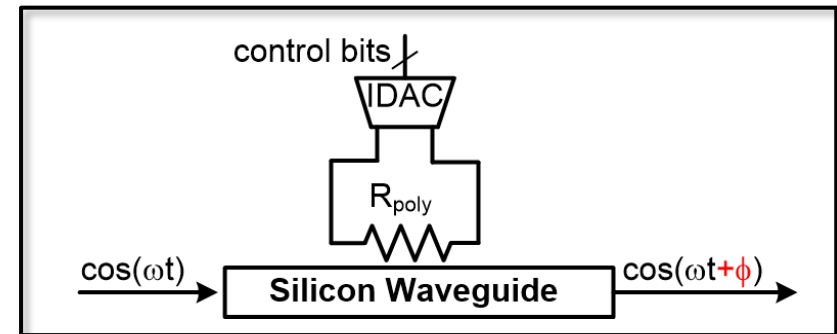 control bits
IDAC
Rpoly
cos(ωt)
cos(ωt+ϕ)
Silicon Waveguide